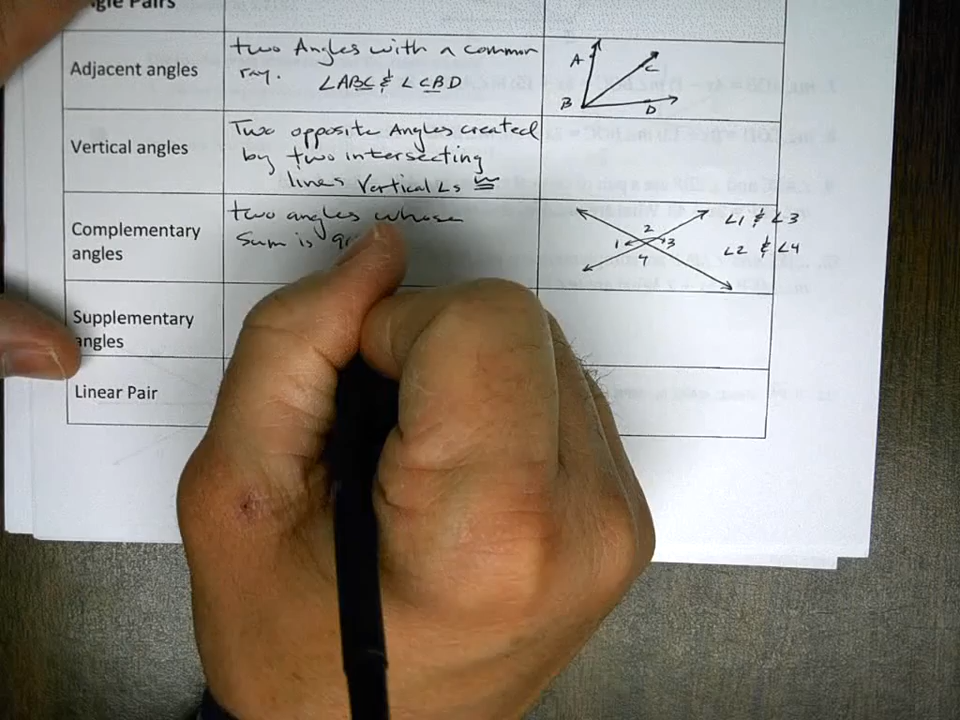 gle Pairs
Adjacent angles
two Angles with a common
ray. ∠ABC & ∠CBD
A
C
B
D
Vertical angles
Two opposite Angles created
by two intersecting
lines Vertical ∠s ≅
Complementary
angles
two angles whose
Sum is
2
1
3
4
∠1 & ∠3
∠2 & ∠4
Supplementary
angles
Linear Pair